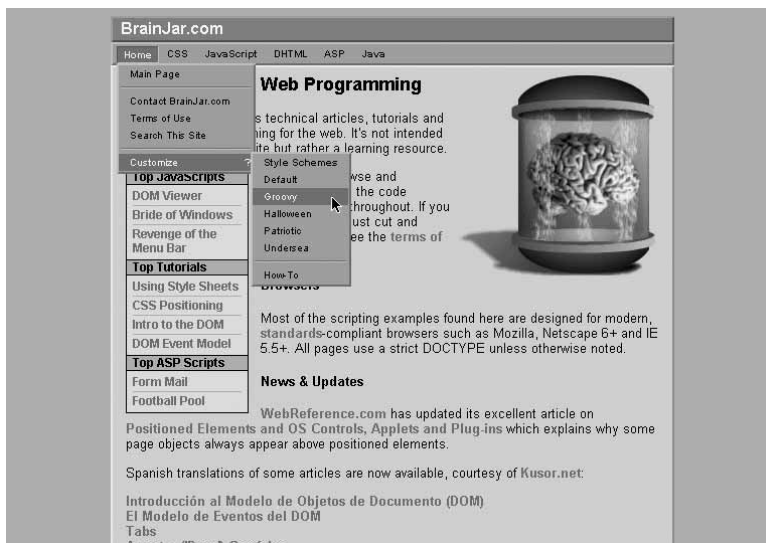 BrainJar.com
Home CSS JavaScript DHTML ASP Java
Main Page
Contact BrainJar.com
Terms of Use
Search This Site
Customize ?
Style Schemes
Default
Groovy
Halloween
Patriotic
Undersea
How-To
Top JavaScripts
DOM Viewer
Bride of Windows
Revenge of the
Menu Bar
Top Tutorials
Using Style Sheets
CSS Positioning
Intro to the DOM
DOM Event Model
Top ASP Scripts
Form Mail
Football Pool
Web Programming
s technical articles, tutorials and
ning for the web. It's not intended
ite but rather a learning resource.
wse and
the code
throughout. If you
ust cut and
ee the terms of
Browsers
Most of the scripting examples found here are designed for modern,
standards-compliant browsers such as Mozilla, Netscape 6+ and IE
5.5+. All pages use a strict DOCTYPE unless otherwise noted.
News & Updates
WebReference.com has updated its excellent article on
Positioned Elements and OS Controls, Applets and Plug-ins which explains why some
page objects always appear above positioned elements.
Spanish translations of some articles are now available, courtesy of Kusor.net:
Introducción al Modelo de Objetos de Documento (DOM)
El Modelo de Eventos del DOM
Tabs